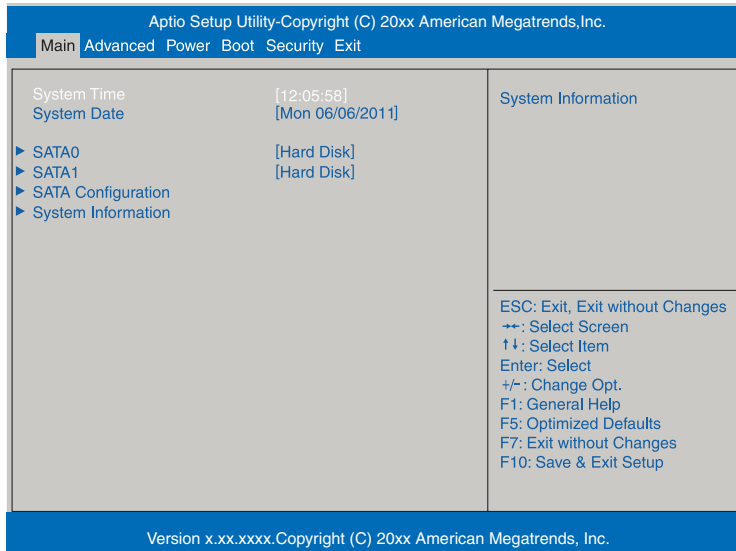 Aptio Setup Utility-Copyright (C) 20xx American Megatrends,Inc.
Main Advanced Power Boot Security Exit
System Time [12:05:58]
System Date [Mon 06/06/2011]
SATA0 [Hard Disk]
SATA1 [Hard Disk]
SATA Configuration
System Information
System Information
ESC: Exit, Exit without Changes
→←: Select Screen
↑↓: Select Item
Enter: Select
+/- : Change Opt.
F1: General Help
F5: Optimized Defaults
F7: Exit without Changes
F10: Save & Exit Setup
Version x.xx.xxxx.Copyright (C) 20xx American Megatrends, Inc.